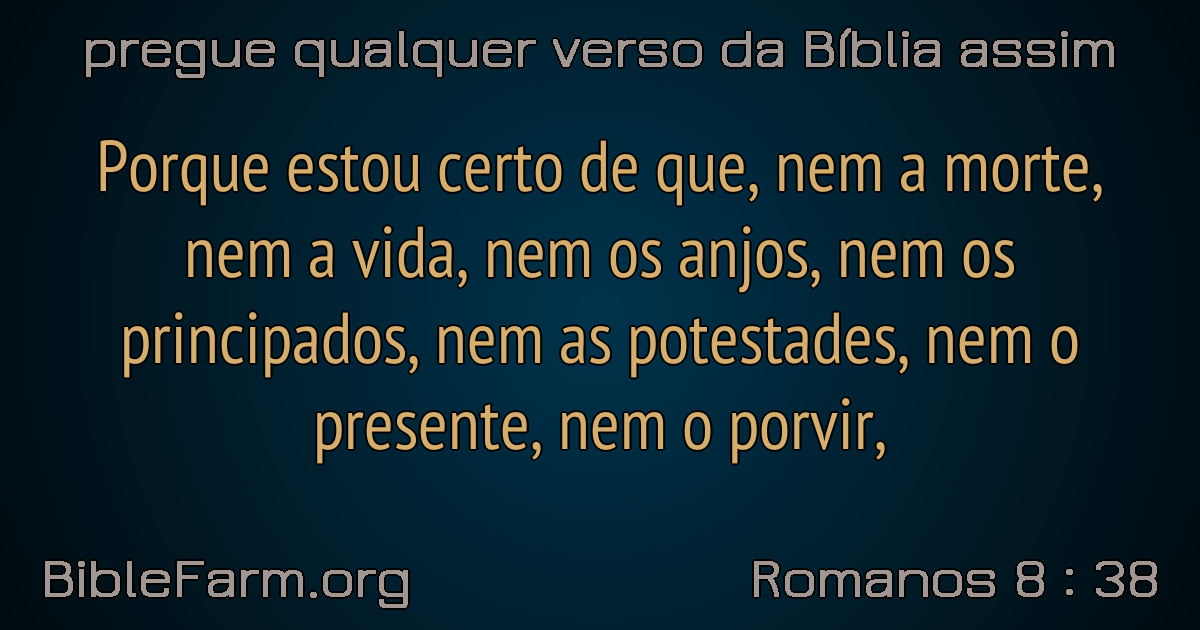 pregue qualquer verso da Bíblia assim
Porque estou certo de que, nem a morte,
nem a vida, nem os anjos, nem os
principados, nem as potestades, nem o
presente, nem o porvir,
BibleFarm.org
Romanos 8 : 38